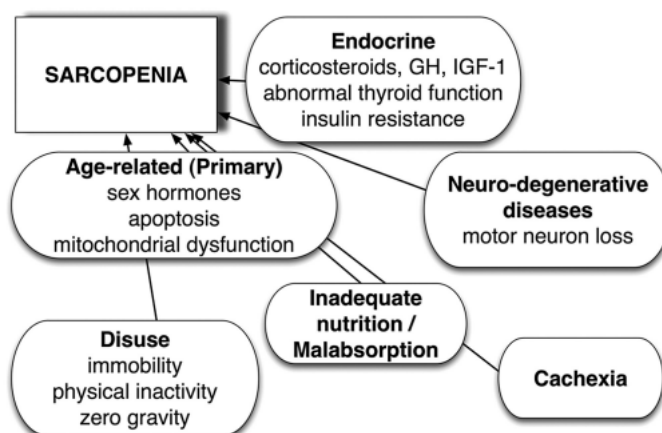 SARCOPENIA
Endocrine
corticosteroids, GH, IGF-1
abnormal thyroid function
insulin resistance
Age-related (Primary)
sex hormones
apoptosis
mitochondrial dysfunction
Neuro-degenerative
diseases
motor neuron loss
Inadequate
nutrition /
Malabsorption
Disuse
immobility
physical inactivity
zero gravity
Cachexia